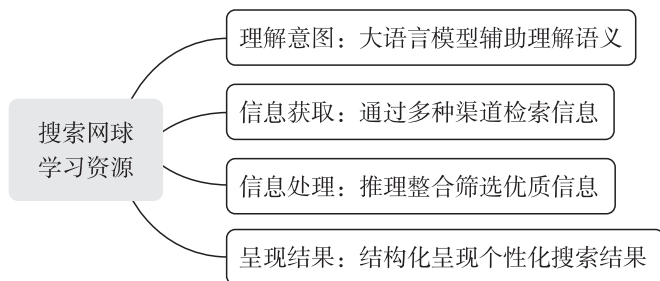 搜索网球
学习资源
理解意图：大语言模型辅助理解语义
信息获取：通过多种渠道检索信息
信息处理：推理整合筛选优质信息
呈现结果：结构化呈现个性化搜索结果